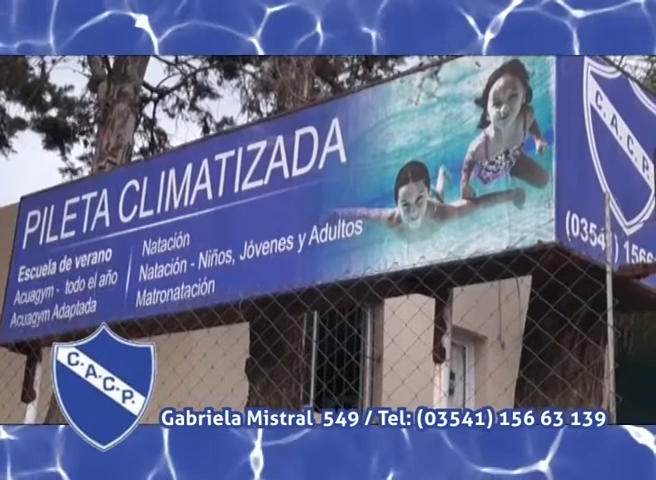 PILETA CLIMATIZADA
Escuela de verano
Acuagym - todo el año
Acuagym Adaptada
Natación
Natación - Niños, Jóvenes y Adultos
Matronatación
C.A.C.P.
(03541) 1566
C.A.C.P.
Gabriela Mistral 549 / Tel: (03541) 156 63 139